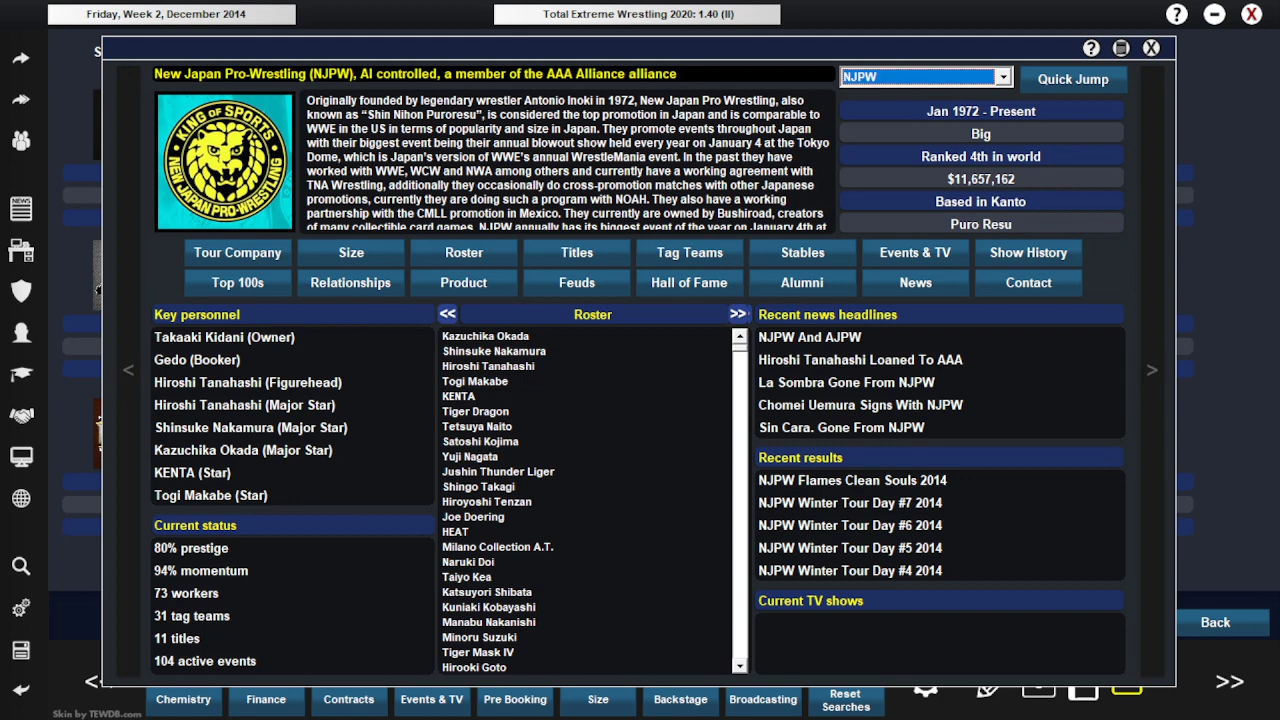 Friday, Week 2, December 2014
Total Extreme Wrestling 2020: 1.40 (II)
New Japan Pro-Wrestling (NJPW), AI controlled, a member of the AAA Alliance alliance
NJPW
Quick Jump
KING OF SPORTS
NEW JAPAN PRO-WRESTLING
Originally founded by legendary wrestler Antonio Inoki in 1972, New Japan Pro Wrestling, also
known as “Shin Nihon Puroresu”, is considered the top promotion in Japan and is comparable to
WWE in the US in terms of popularity and size in Japan. They promote events throughout Japan
with their biggest event being their annual blowout show held every year on January 4 at the Tokyo
Dome, which is Japan's version of WWE's annual WrestleMania event. In the past they have
worked with WWE, WCW and NWA among others and currently have a working agreement with
TNA Wrestling, additionally they occasionally do cross-promotion matches with other Japanese
promotions, currently they are doing such a program with NOAH. They also have a working
partnership with the CMLL promotion in Mexico. They currently are owned by Bushiroad, creators
of many collectible card games. NJPW annually has its biggest event of the year on January 4th at
Jan 1972 - Present
Big
Ranked 4th in world
$11,657,162
Based in Kanto
Puro Resu
Tour Company
Size
Roster
Titles
Tag Teams
Stables
Events & TV
Show History
Top 100s
Relationships
Product
Feuds
Hall of Fame
Alumni
News
Contact
Key personnel
Takaaki Kidani (Owner)
Gedo (Booker)
Hiroshi Tanahashi (Figurehead)
Hiroshi Tanahashi (Major Star)
Shinsuke Nakamura (Major Star)
Kazuchika Okada (Major Star)
KENTA (Star)
Togi Makabe (Star)
Current status
80% prestige
94% momentum
73 workers
31 tag teams
11 titles
104 active events
<< Roster >>
Kazuchika Okada
Shinsuke Nakamura
Hiroshi Tanahashi
Togi Makabe
KENTA
Tiger Dragon
Tetsuya Naito
Satoshi Kojima
Yuji Nagata
Jushin Thunder Liger
Shingo Takagi
Hiroyoshi Tenzan
Joe Doering
HEAT
Milano Collection A.T.
Naruki Doi
Taiyo Kea
Katsuyori Shibata
Kuniaki Kobayashi
Manabu Nakanishi
Minoru Suzuki
Tiger Mask IV
Hirooki Goto
Recent news headlines
NJPW And AJPW
Hiroshi Tanahashi Loaned To AAA
La Sombra Gone From NJPW
Chomei Uemura Signs With NJPW
Sin Cara. Gone From NJPW
Recent results
NJPW Flames Clean Souls 2014
NJPW Winter Tour Day #7 2014
NJPW Winter Tour Day #6 2014
NJPW Winter Tour Day #5 2014
NJPW Winter Tour Day #4 2014
Current TV shows
Back
NEWS
Chemistry
Finance
Contracts
Events & TV
Pre Booking
Size
Backstage
Broadcasting
Reset
Searches
>>
Skin by TEWDB.com